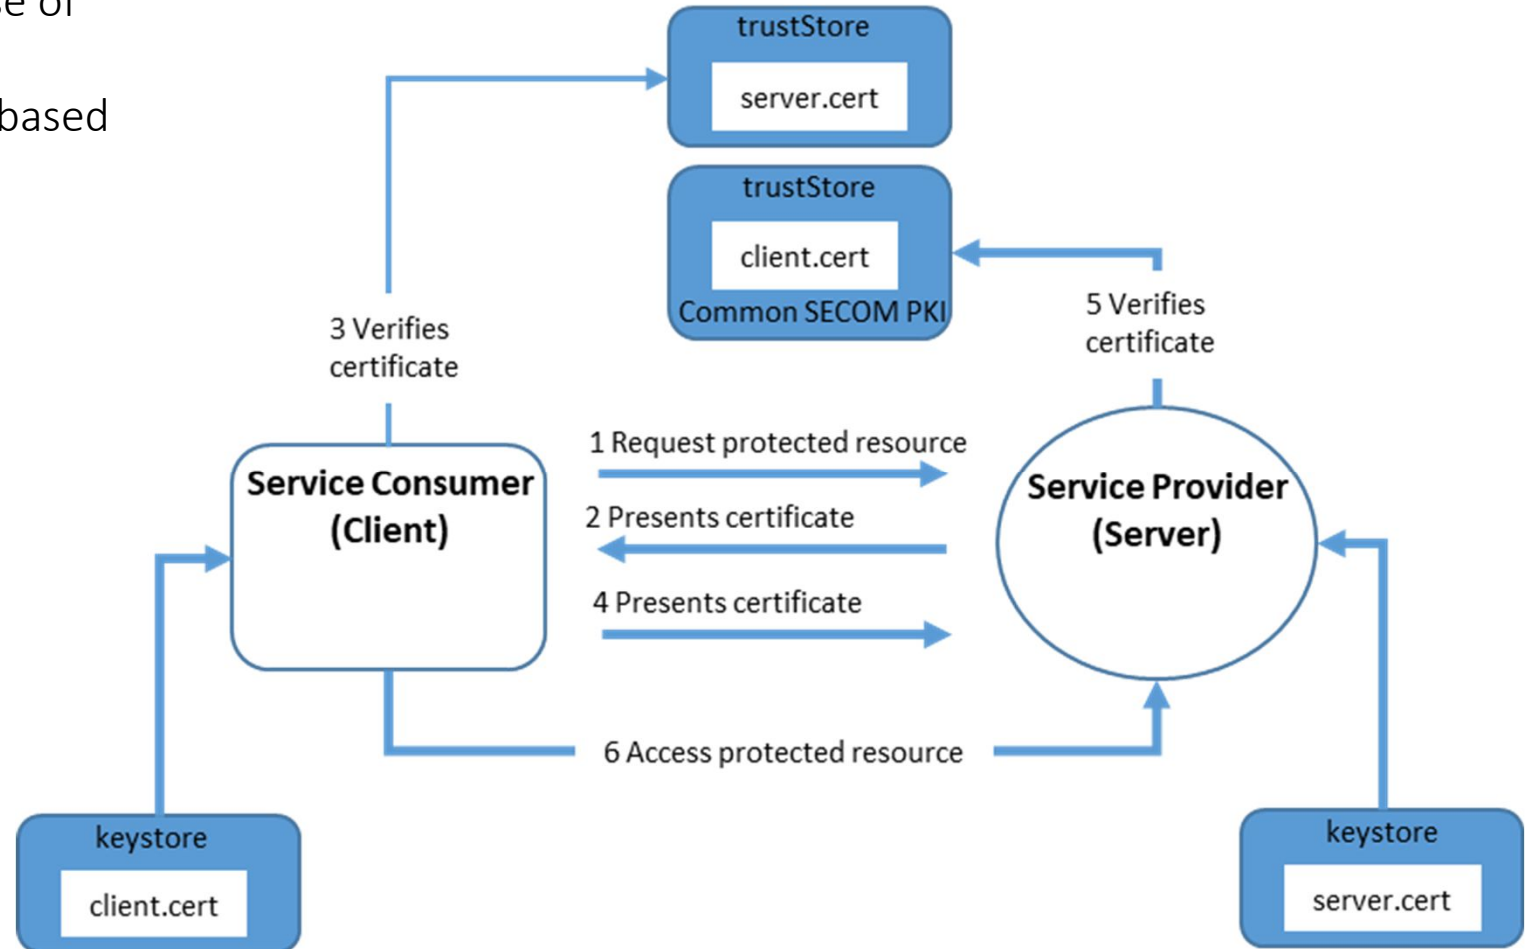 se of
based
trustStore
server.cert
trustStore
client.cert
Common SECOM PKI
3 Verifies
certificate
5 Verifies
certificate
1 Request protected resource
Service Consumer
(Client)
2 Presents certificate
Service Provider
(Server)
4 Presents certificate
6 Access protected resource
keystore
client.cert
keystore
server.cert